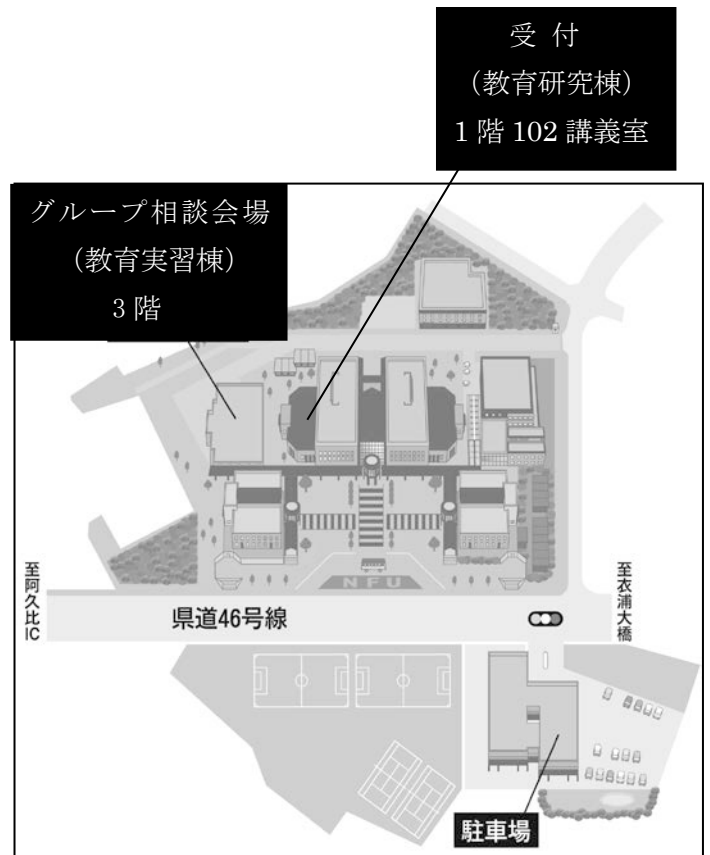 受 付
（教育研究棟）
1 階 102 講義室
グループ相談会場
（教育実習棟）
3 階
NFU
至阿久比IC
県道46号線
至衣浦大橋
駐車場